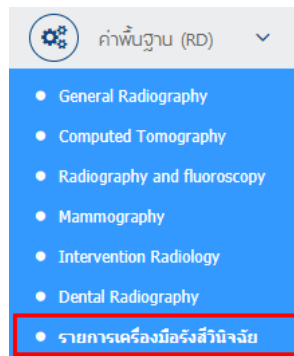 ค่าพื้นฐาน (RD)
General Radiography
Computed Tomography
Radiography and fluoroscopy
Mammography
Intervention Radiology
Dental Radiography
รายการเครื่องมือรังสีวินิจฉัย